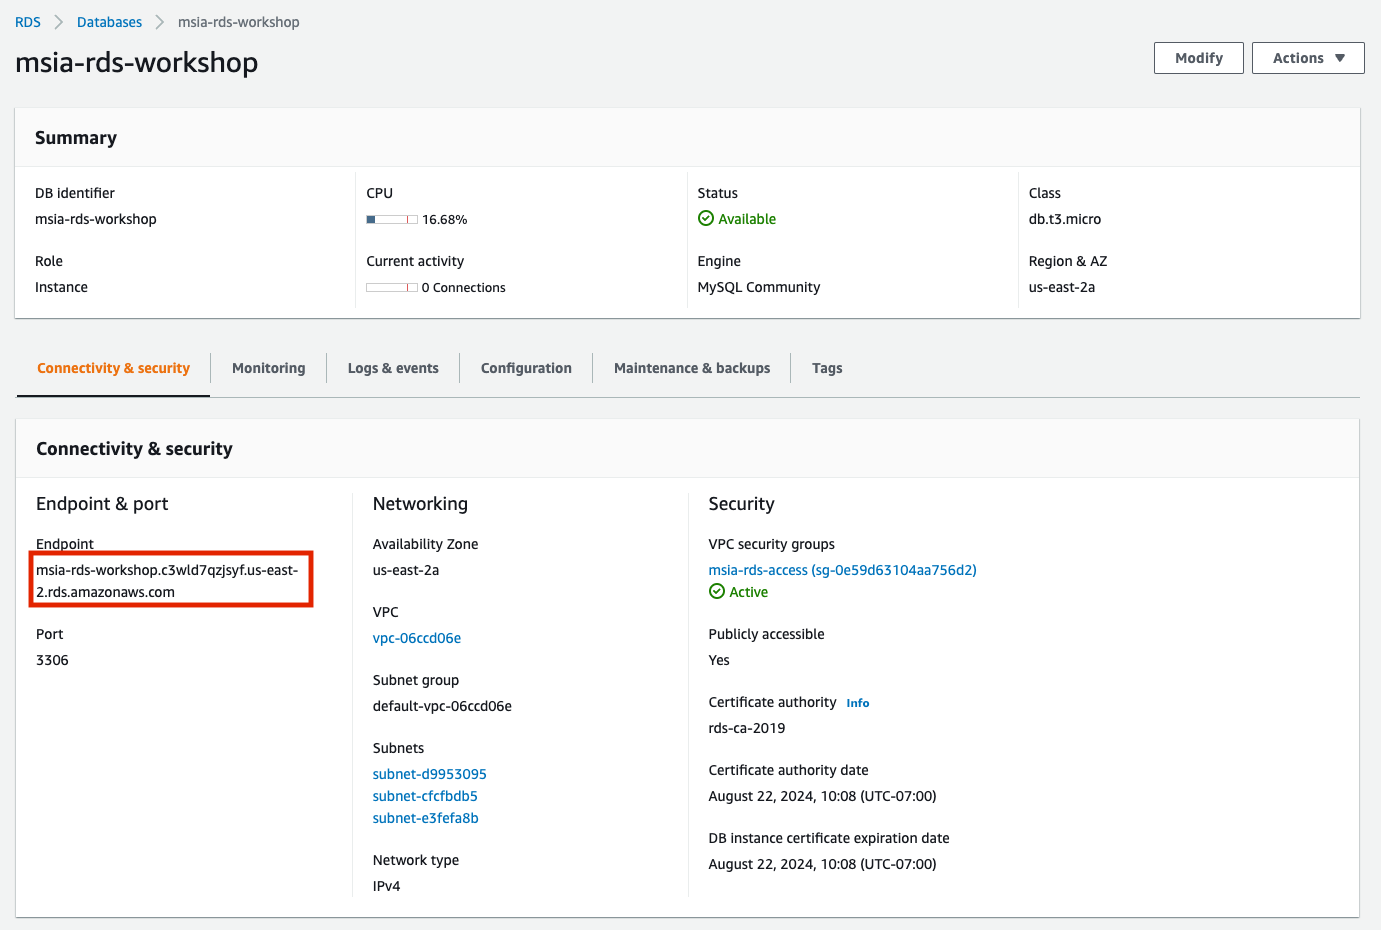 RDS > Databases > msia-rds-workshop
msia-rds-workshop
Modify
Actions
Summary
DB identifier
msia-rds-workshop
CPU
16.68%
Status
Available
Class
db.t3.micro
Role
Instance
Current activity
0 Connections
Engine
MySQL Community
Region & AZ
us-east-2a
Connectivity & security
Monitoring
Logs & events
Configuration
Maintenance & backups
Tags
Connectivity & security
Endpoint & port
Endpoint
msia-rds-workshop.c3wld7qzjsyf.us-east-
2.rds.amazonaws.com
Port
3306
Networking
Availability Zone
us-east-2a
VPC
vpc-06ccd06e
Subnet group
default-vpc-06ccd06e
Subnets
subnet-d9953095
subnet-cfcfbdb5
subnet-e3fefa8b
Network type
IPv4
Security
VPC security groups
msia-rds-access (sg-0e59d63104aa756d2)
Active
Publicly accessible
Yes
Certificate authority Info
rds-ca-2019
Certificate authority date
August 22, 2024, 10:08 (UTC-07:00)
DB instance certificate expiration date
August 22, 2024, 10:08 (UTC-07:00)